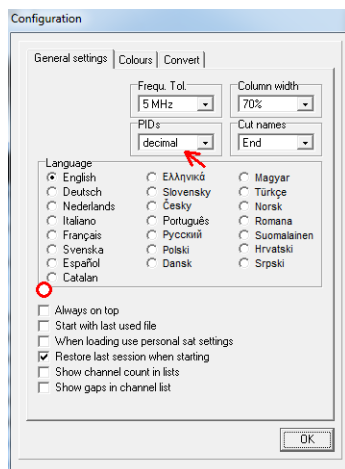 Configuration
General settings Colours Convert
Frequ. Tol. Column width
5 MHz 70%
PIDs Cut names
decimal End
Language
English Ελληνικά Magyar
Deutsch Slovensky Türkçe
Nederlands Česky Norsk
Italiano Português Romana
Français Русский Suomalainen
Svenska Polski Hrvatski
Español Dansk Srpski
Catalan
Always on top
Start with last used file
When loading use personal sat settings
Restore last session when starting
Show channel count in lists
Show gaps in channel list
OK